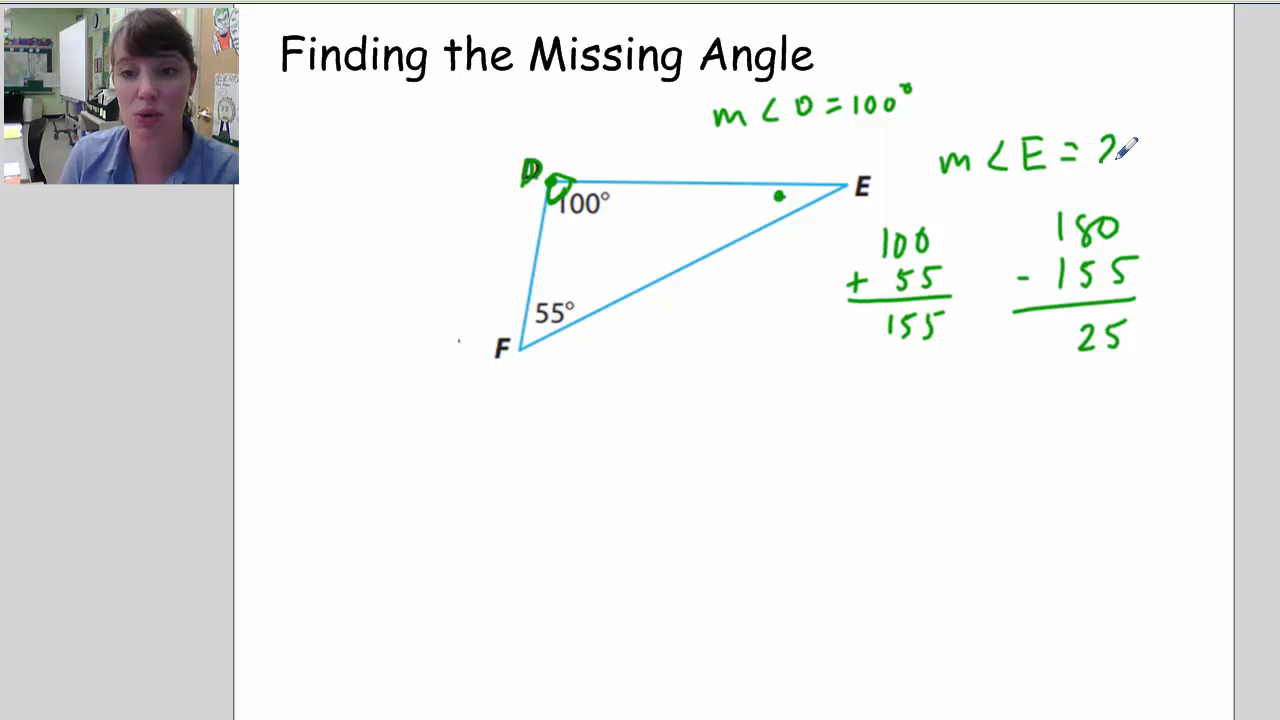 Finding the Missing Angle
m < D = 100°
m < E = 2
D
100°
E
55°
F
100
+ 55
155
180
- 155
25